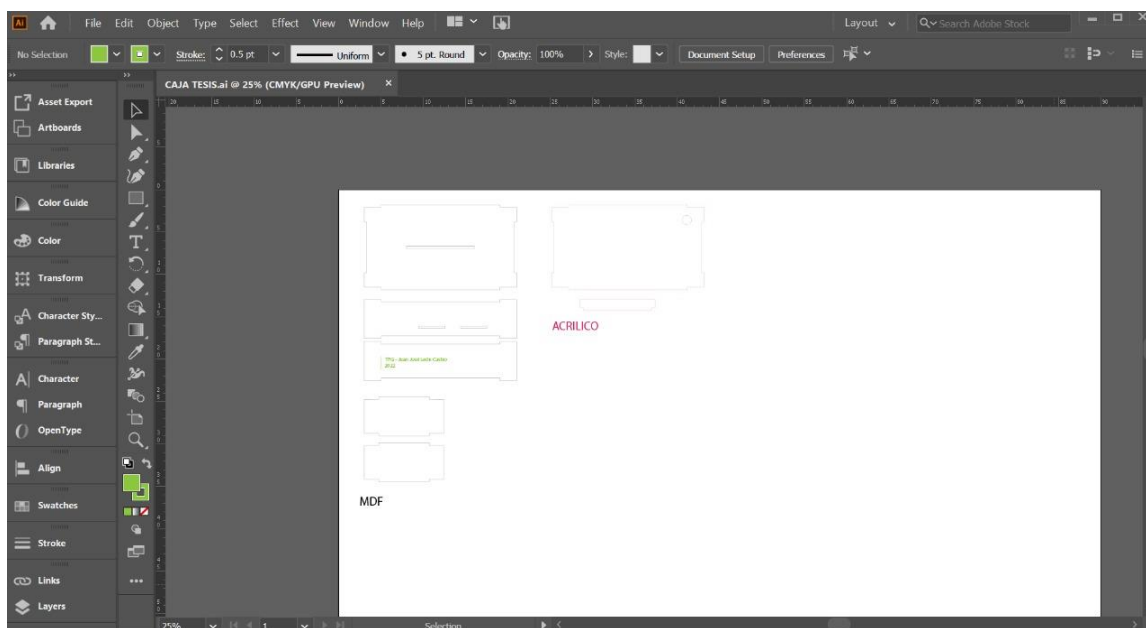 Ai File Edit Object Type Select Effect View Window Help Layout Search Adobe Stock
No Selection Stroke: 0.5 pt Uniform 5 pt. Round Opacity: 100% Style: Document Setup Preferences
CAJA TESIS.ai @ 25% (CMYK/GPU Preview) ×
Asset Export
Artboards
Libraries
Color Guide
Color
Transform
Character Sty...
Paragraph St...
Character
Paragraph
OpenType
Align
Swatches
Stroke
Links
Layers
ACRILICO
MDF
25% 1 Selection